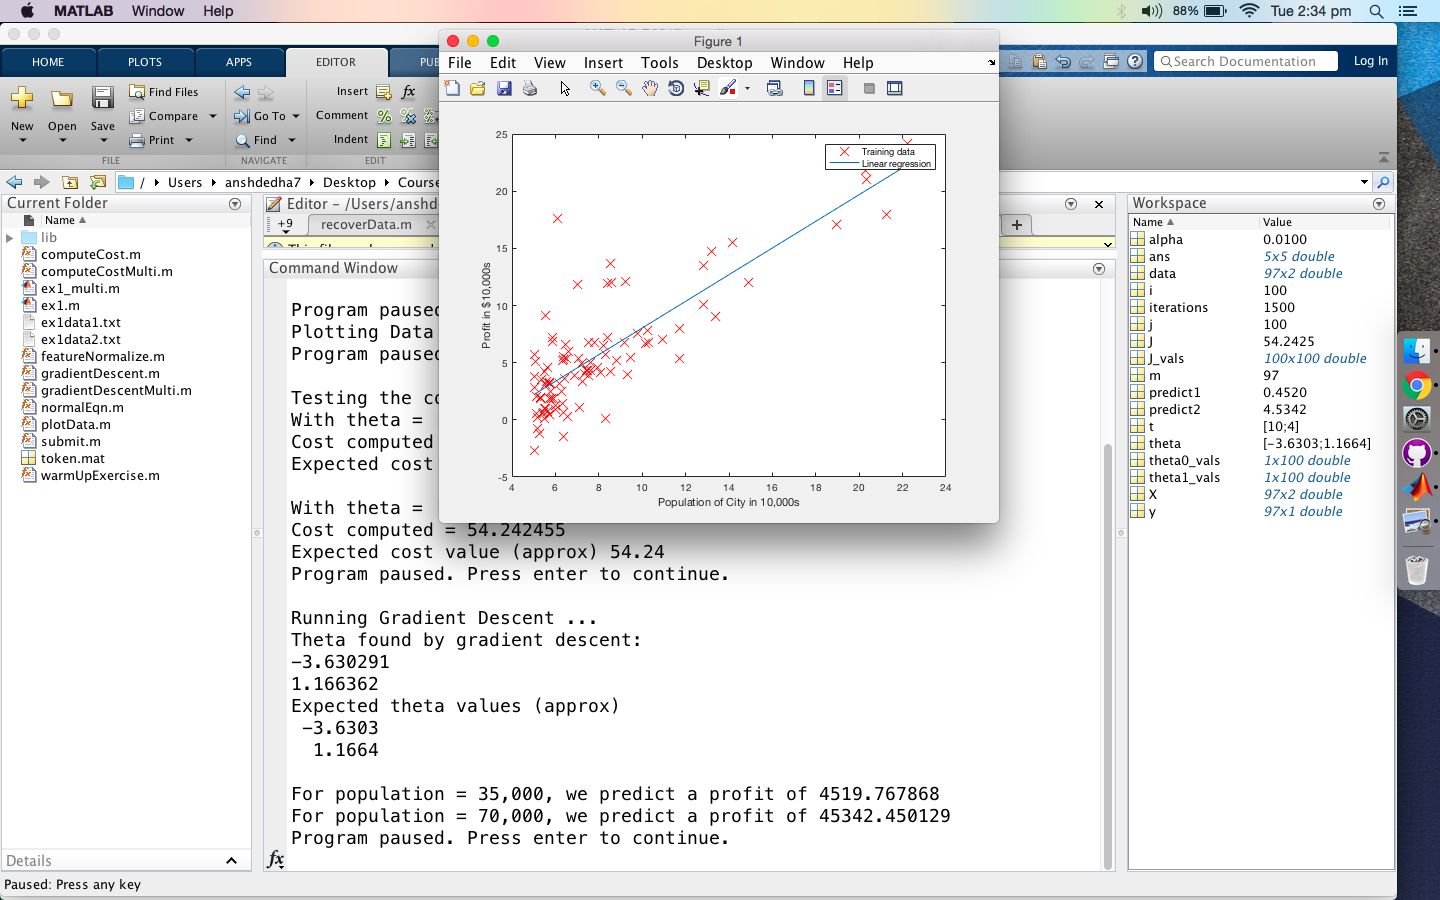 MATLAB Window Help
88% Tue 2:34 pm
Figure 1
File Edit View Insert Tools Desktop Window Help
HOME PLOTS APPS EDITOR PUB
Search Documentation
Log In
New Open Save
Find Files
Compare
Print
Go To
Find
Insert fx
Comment
Indent
FILE NAVIGATE EDIT
/ Users anshdedha7 Desktop Course
Current Folder
Name
lib
computeCost.m
computeCostMulti.m
ex1_multi.m
ex1.m
ex1data1.txt
ex1data2.txt
featureNormalize.m
gradientDescent.m
gradientDescentMulti.m
normalEqn.m
plotData.m
submit.m
token.mat
warmUpExercise.m
Details
Paused: Press any key
Editor – /Users/anshd
+9 recoverData.m
Command Window
Program paused
Plotting Data
Program paused
Testing the co
With theta =
Cost computed
Expected cost
With theta =
Cost computed = 54.242455
Expected cost value (approx) 54.24
Program paused. Press enter to continue.
Running Gradient Descent ...
Theta found by gradient descent:
-3.630291
1.166362
Expected theta values (approx)
-3.6303
1.1664
For population = 35,000, we predict a profit of 4519.767868
For population = 70,000, we predict a profit of 45342.450129
Program paused. Press enter to continue.
fx
Training data
Linear regression
25
20
15
10
5
0
-5
4 6 8 10 12 14 16 18 20 22 24
Profit in $10,000s
Population of City in 10,000s
Workspace
Name Value
alpha 0.0100
ans 5x5 double
data 97x2 double
i 100
iterations 1500
j 100
J 54.2425
J_vals 100x100 double
m 97
predict1 0.4520
predict2 4.5342
t [10;4]
theta [-3.6303;1.1664]
theta0_vals 1x100 double
theta1_vals 1x100 double
X 97x2 double
y 97x1 double